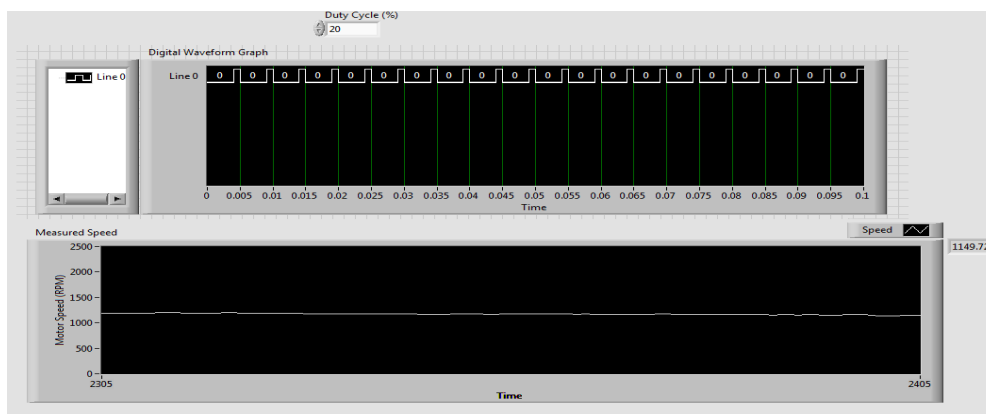 Duty Cycle (%)
20
Digital Waveform Graph
Line 0
Line 0 0 0 0 0 0 0 0 0 0 0 0 0 0 0 0 0 0 0 0 0
0 0.005 0.01 0.015 0.02 0.025 0.03 0.035 0.04 0.045 0.05 0.055 0.06 0.065 0.07 0.075 0.08 0.085 0.09 0.095 0.1
Time
Measured Speed
Speed
1149.72
2500
2000
1500
1000
500
0
Motor Speed (RPM)
2305 2405
Time